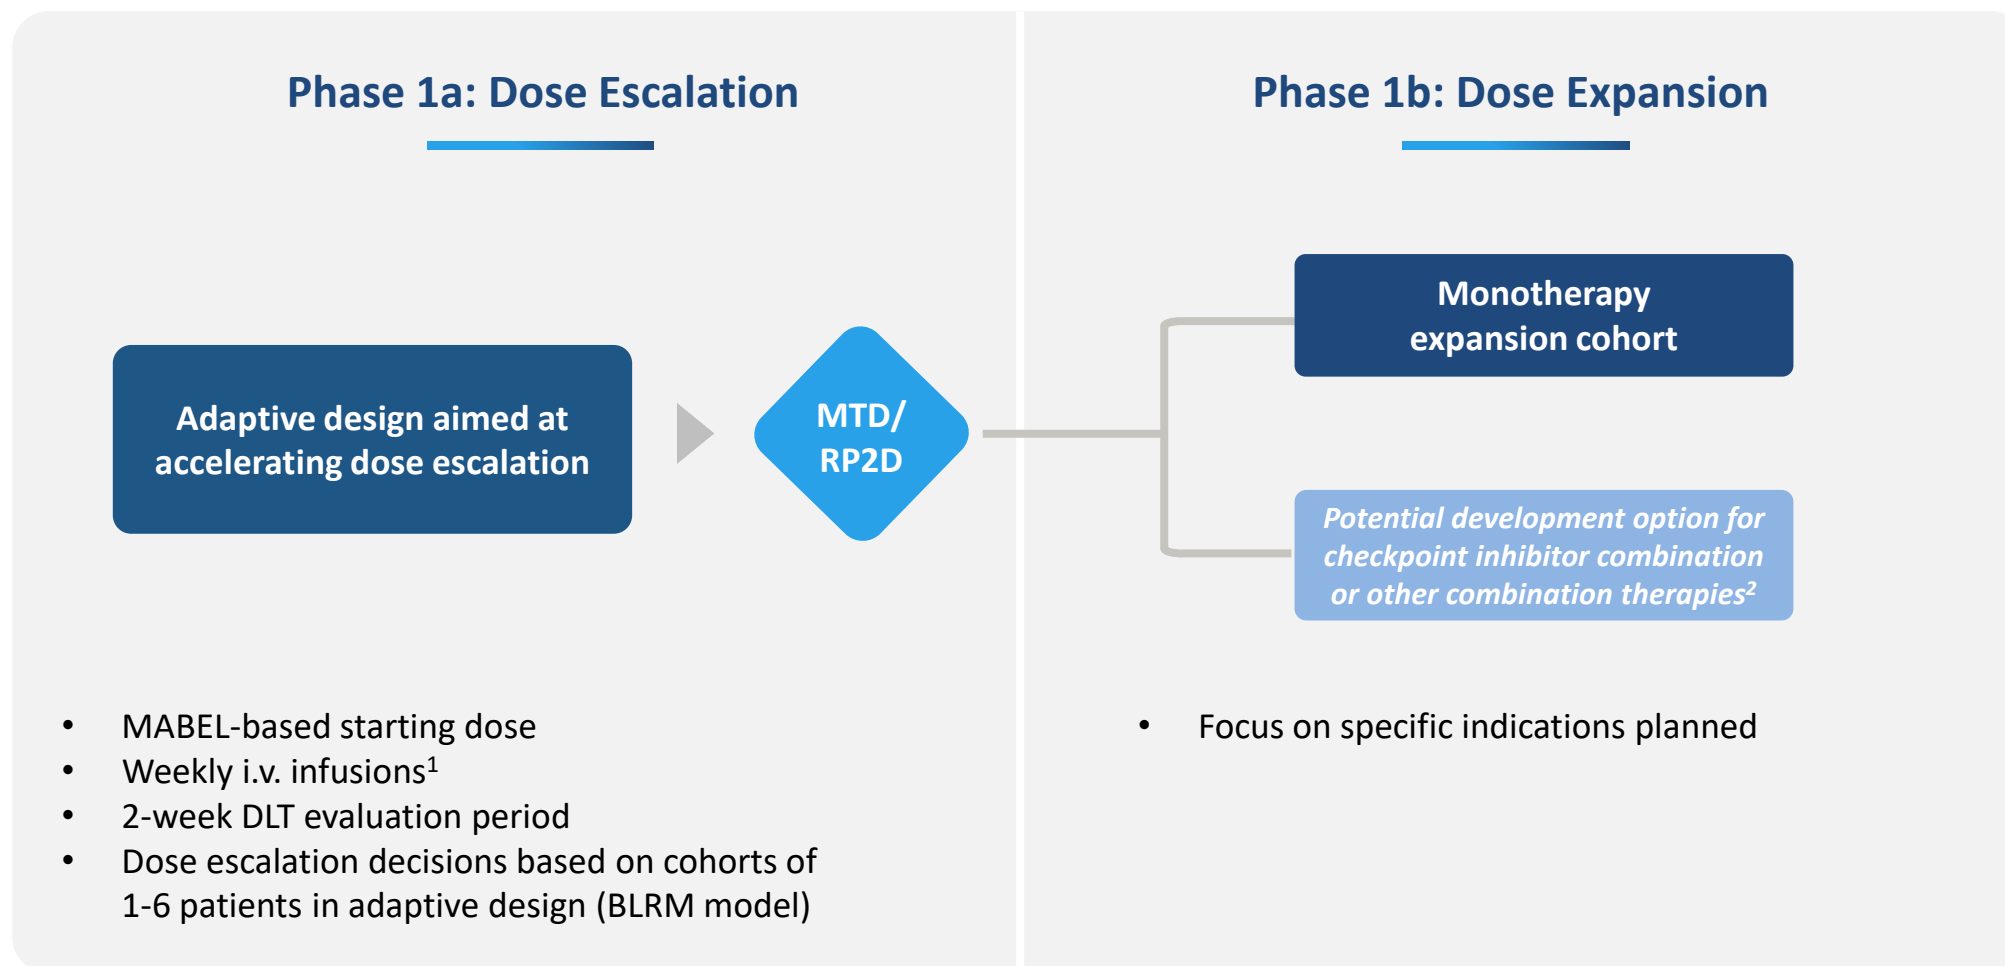 Phase 1a: Dose Escalation
Adaptive design aimed at
accelerating dose escalation
MTD/
RP2D
• MABEL-based starting dose
• Weekly i.v. infusions¹
• 2-week DLT evaluation period
• Dose escalation decisions based on cohorts of
1-6 patients in adaptive design (BLRM model)
Phase 1b: Dose Expansion
Monotherapy
expansion cohort
Potential development option for
checkpoint inhibitor combination
or other combination therapies²
• Focus on specific indications planned